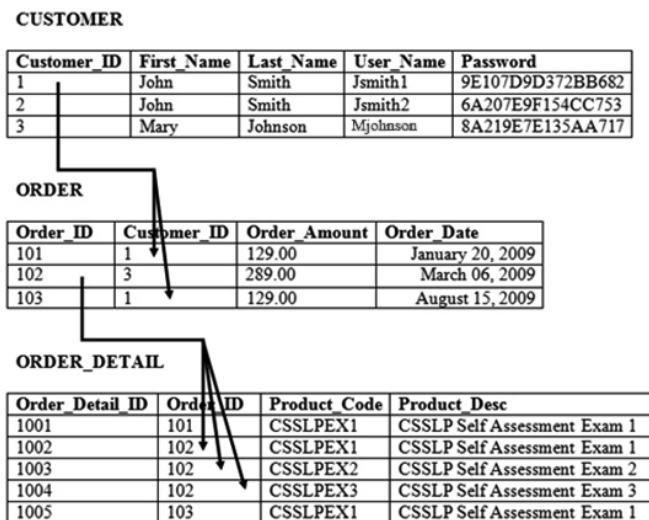 CUSTOMER
Customer_ID First_Name Last_Name User_Name Password
1 John Smith Jsmith1 9E107D9D372BB682
2 John Smith Jsmith2 6A207E9F154CC753
3 Mary Johnson Mjohnson 8A219E7E135AA717
ORDER
Order_ID Customer_ID Order_Amount Order_Date
101 1 129.00 January 20, 2009
102 3 289.00 March 06, 2009
103 1 129.00 August 15, 2009
ORDER_DETAIL
Order_Detail_ID Order_ID Product_Code Product_Desc
1001 101 CSSLPEX1 CSSLP Self Assessment Exam 1
1002 102 CSSLPEX1 CSSLP Self Assessment Exam 1
1003 102 CSSLPEX2 CSSLP Self Assessment Exam 2
1004 102 CSSLPEX3 CSSLP Self Assessment Exam 3
1005 103 CSSLPEX1 CSSLP Self Assessment Exam 1